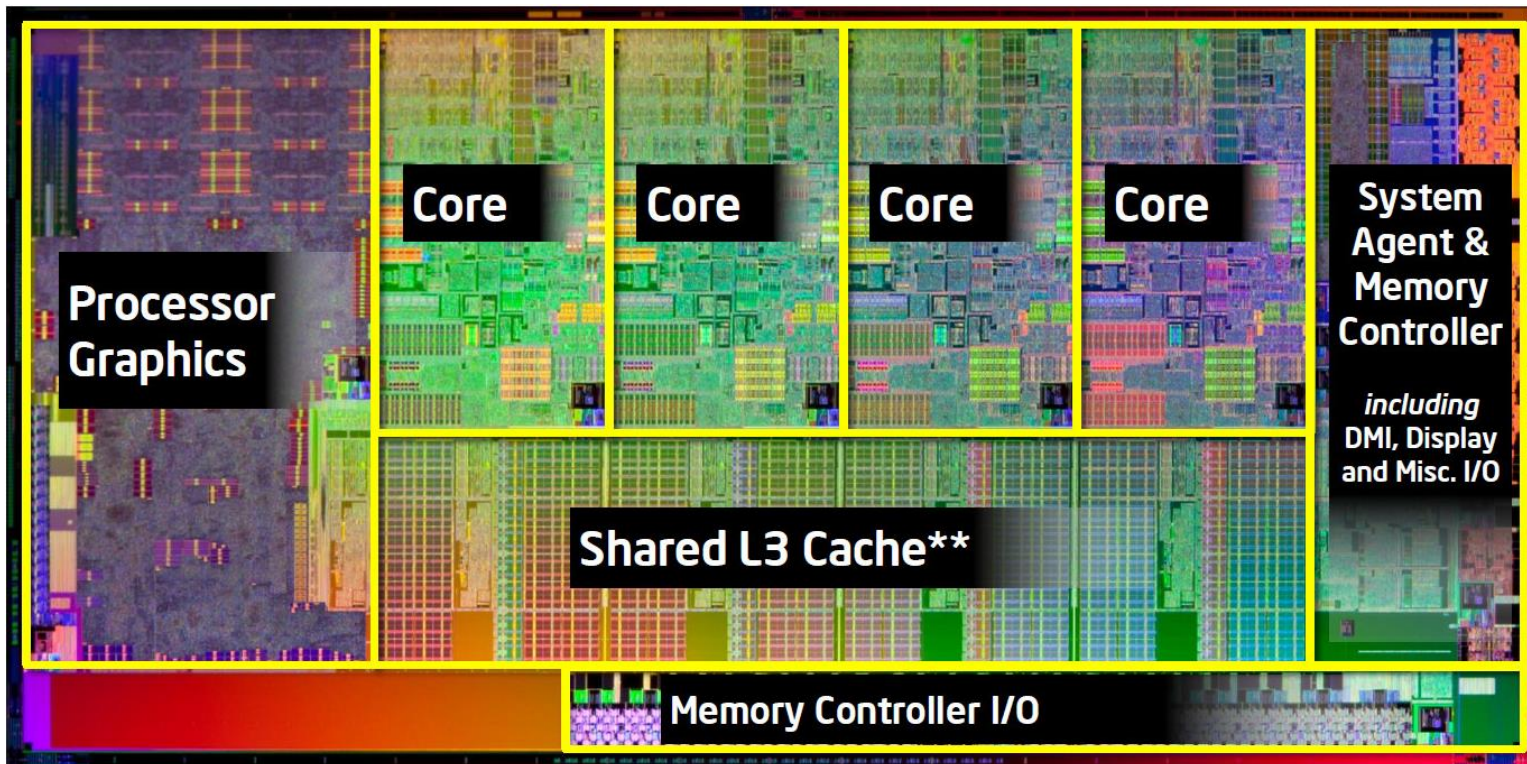 Processor
Graphics
Core
Core
Core
Core
System
Agent &
Memory
Controller
including
DMI, Display
and Misc. I/O
Shared L3 Cache**
Memory Controller I/O